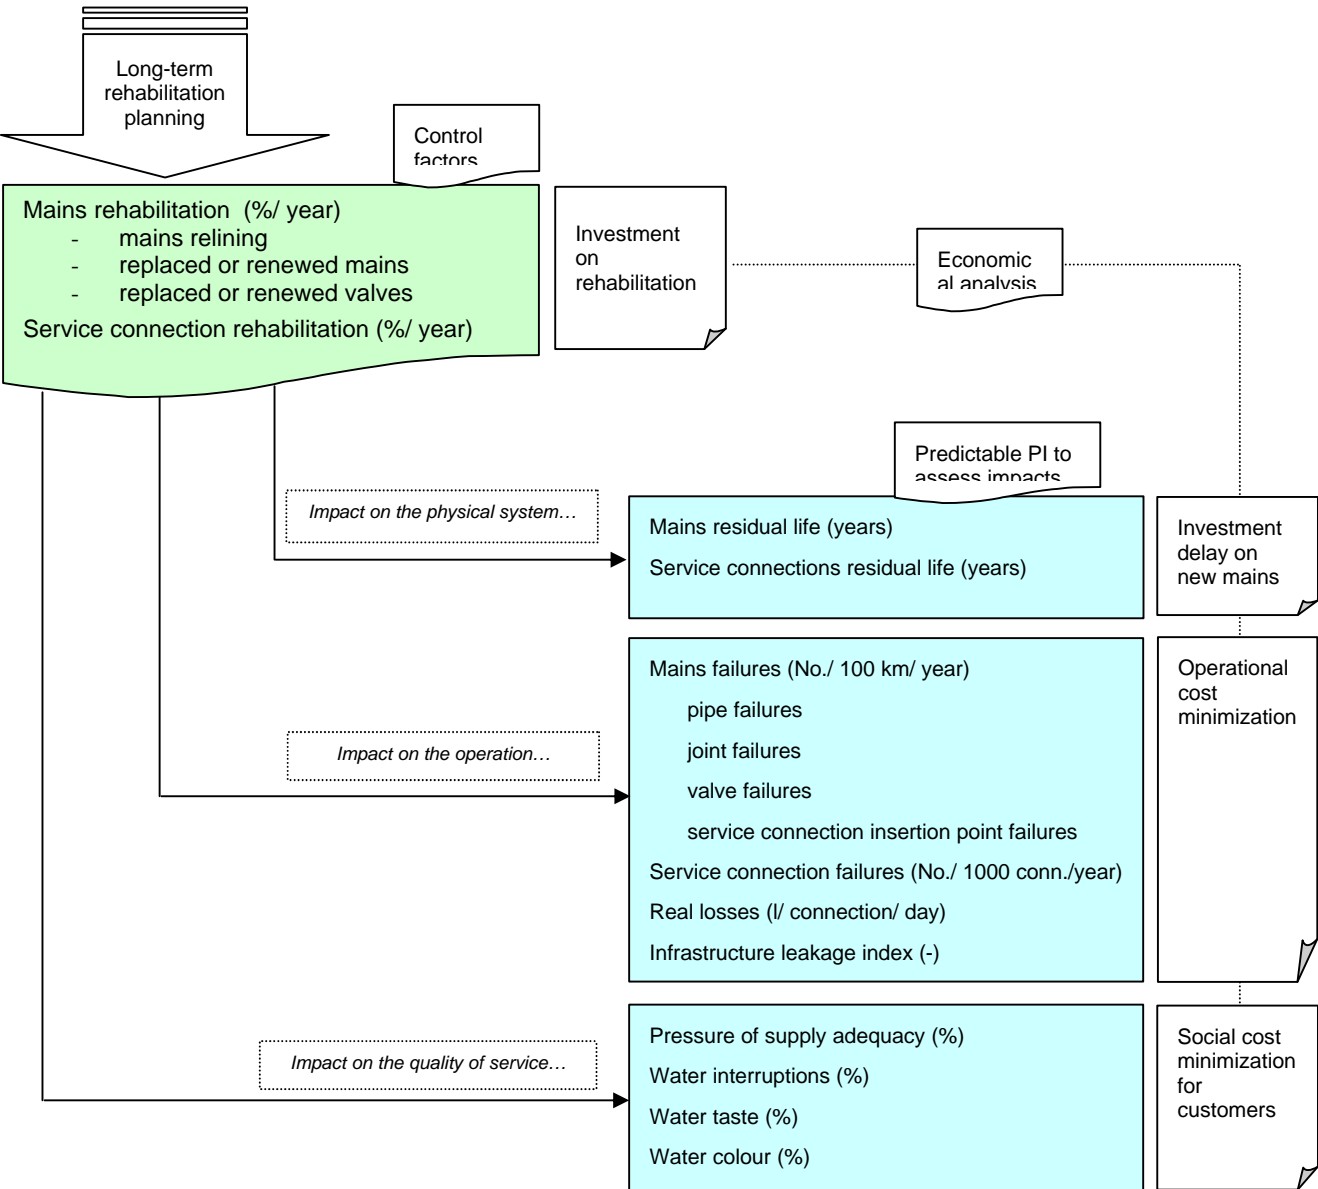 Long-term
rehabilitation
planning
Control
factors
Mains rehabilitation (%/ year)
- mains relining
- replaced or renewed mains
- replaced or renewed valves
Service connection rehabilitation (%/ year)
Investment
on
rehabilitation
Economic
al analysis
Predictable PI to
assess impacts
Impact on the physical system…
Mains residual life (years)
Service connections residual life (years)
Investment
delay on
new mains
Impact on the operation…
Mains failures (No./ 100 km/ year)
pipe failures
joint failures
valve failures
service connection insertion point failures
Service connection failures (No./ 1000 conn./year)
Real losses (l/ connection/ day)
Infrastructure leakage index (-)
Operational
cost
minimization
Impact on the quality of service…
Pressure of supply adequacy (%)
Water interruptions (%)
Water taste (%)
Water colour (%)
Social cost
minimization
for
customers